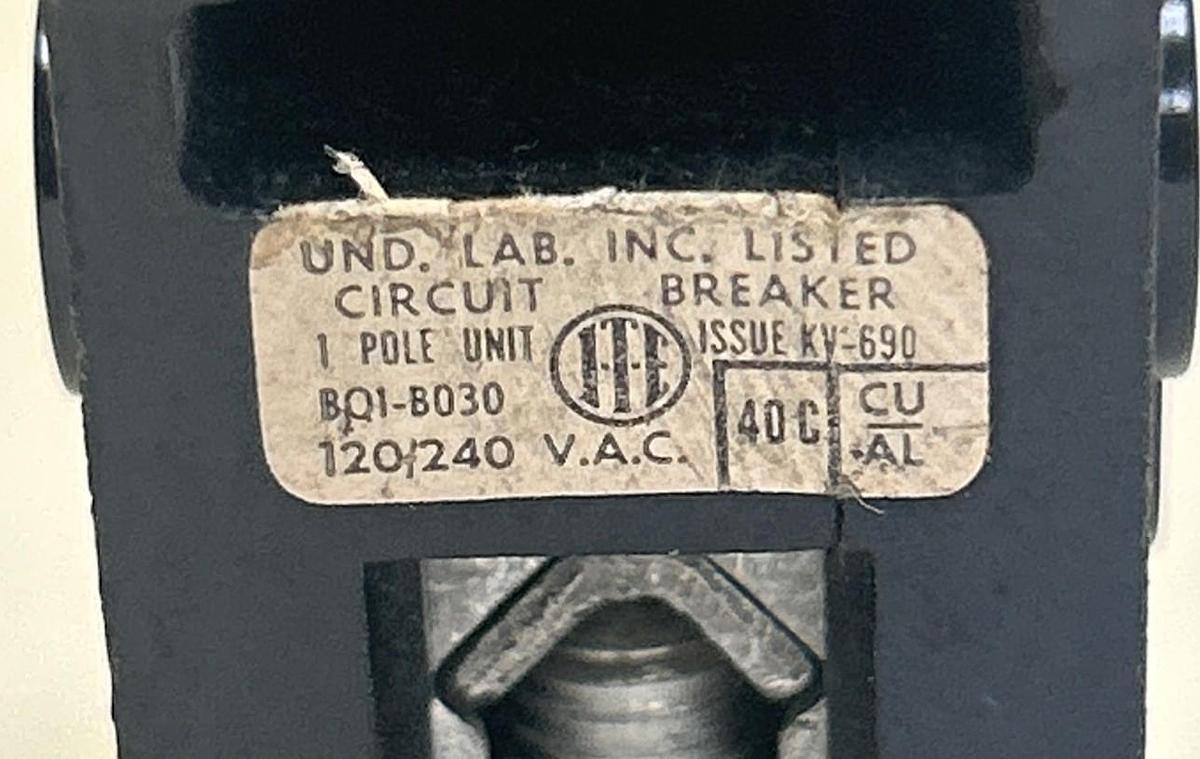 UND. LAB. INC. LISTED
CIRCUIT BREAKER
1 POLE UNIT
I-T-E
ISSUE KV-690
BQ1-B030
40 C
CU
AL
120/240 V.A.C.